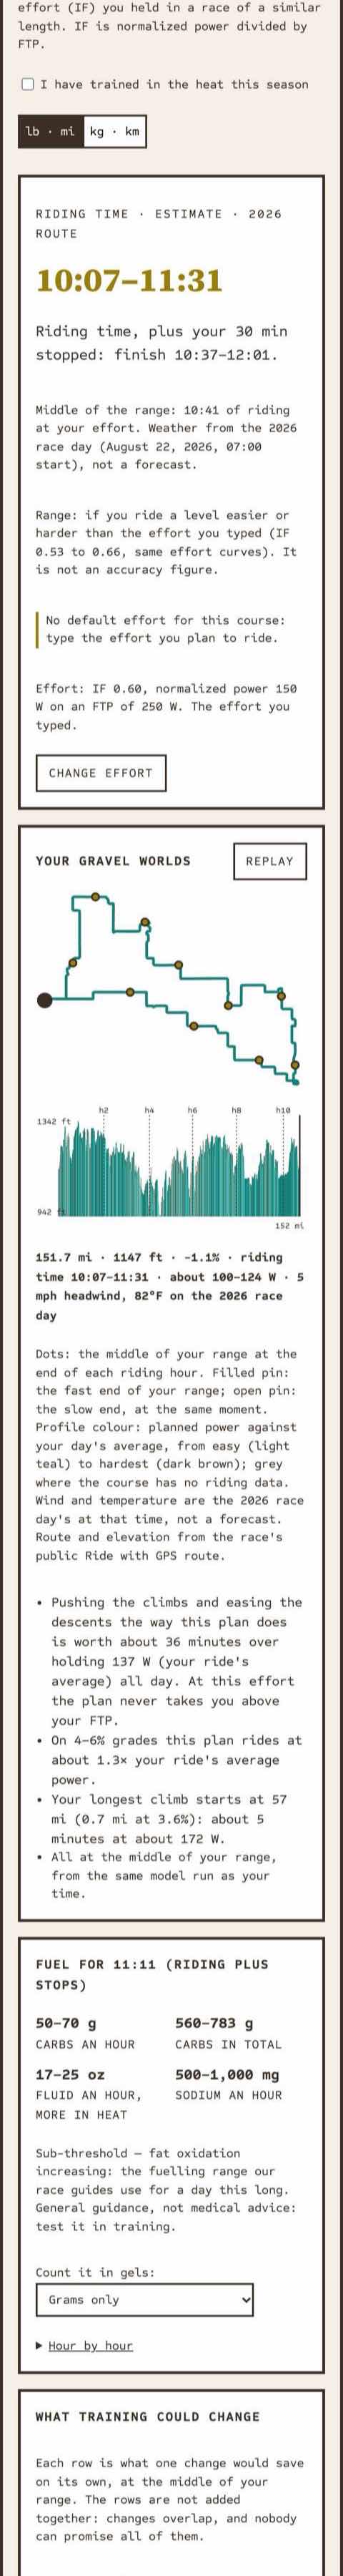 effort (IF) you held in a race of a similar
length. IF is normalized power divided by
FTP.
I have trained in the heat this season
lb · mi kg · km
RIDING TIME · ESTIMATE · 2026
ROUTE
10:07–11:31
Riding time, plus your 30 min
stopped: finish 10:37–12:01.
Middle of the range: 10:41 of riding
at your effort. Weather from the 2026
race day (August 22, 2026, 07:00
start), not a forecast.
Range: if you ride a level easier or
harder than the effort you typed (IF
0.53 to 0.66, same effort curves). It
is not an accuracy figure.
No default effort for this course:
type the effort you plan to ride.
Effort: IF 0.60, normalized power 150
W on an FTP of 250 W. The effort you
typed.
CHANGE EFFORT
YOUR GRAVEL WORLDS REPLAY
h2 h4 h6 h8 h10
1342 ft
942 ft
152 mi
151.7 mi · 1147 ft · −1.1% · riding
time 10:07–11:31 · about 100–124 W · 5
mph headwind, 82°F on the 2026 race
day
Dots: the middle of your range at the
end of each riding hour. Filled pin:
the fast end of your range; open pin:
the slow end, at the same moment.
Profile colour: planned power against
your day's average, from easy (light
teal) to hardest (dark brown); grey
where the course has no riding data.
Wind and temperature are the 2026 race
day's at that time, not a forecast.
Route and elevation from the race's
public Ride with GPS route.
• Pushing the climbs and easing the
descents the way this plan does
is worth about 36 minutes over
holding 137 W (your ride's
average) all day. At this effort
the plan never takes you above
your FTP.
• On 4–6% grades this plan rides at
about 1.3× your ride's average
power.
• Your longest climb starts at 57
mi (0.7 mi at 3.6%): about 5
minutes at about 172 W.
• All at the middle of your range,
from the same model run as your
time.
FUEL FOR 11:11 (RIDING PLUS
STOPS)
50–70 g 560–783 g
CARBS AN HOUR CARBS IN TOTAL
17–25 oz 500–1,000 mg
FLUID AN HOUR, SODIUM AN HOUR
MORE IN HEAT
Sub-threshold — fat oxidation
increasing: the fuelling range our
race guides use for a day this long.
General guidance, not medical advice:
test it in training.
Count it in gels:
Grams only
▶ Hour by hour
WHAT TRAINING COULD CHANGE
Each row is what one change would save
on its own, at the middle of your
range. The rows are not added
together: changes overlap, and nobody
can promise all of them.